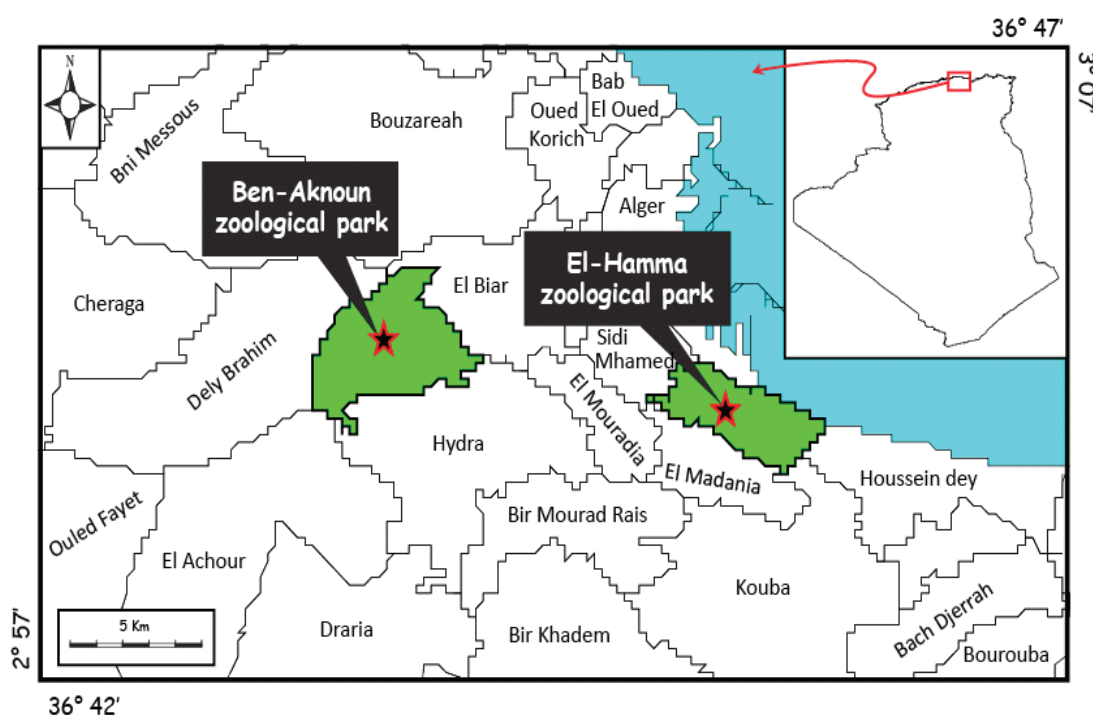 36° 47'
3° 07'
N
Bni Messous
Bouzareah
Oued
Korich
Bab
El Oued
Ben-Aknoun
zoological park
Alger
El-Hamma
zoological park
Cheraga
El Biar
Dely Brahim
Sidi
Mhamed
El Mouradia
Hydra
El Madania
Houssein dey
Ouled Fayet
Bir Mourad Rais
El Achour
Kouba
Bach Djerrah
5 Km
Draria
Bir Khadem
Bourouba
2° 57'
36° 42'